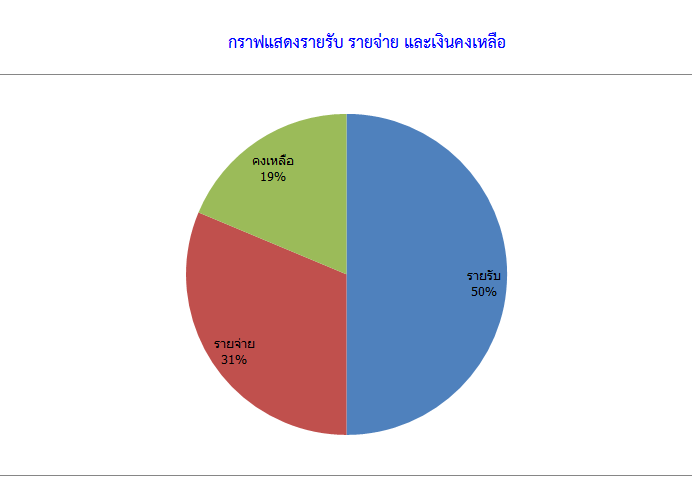 กราฟแสดงรายรับ รายจ่าย และเงินคงเหลือ
คงเหลือ
19%
รายรับ
50%
รายจ่าย
31%